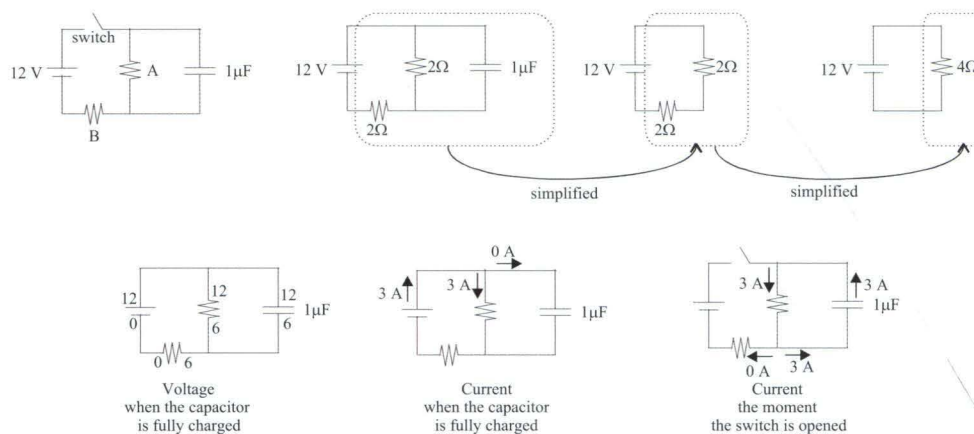 switch
12 V
A
1μF
B
12 V
2Ω
1μF
2Ω
simplified
12 V
2Ω
2Ω
simplified
12 V
4Ω
12
0
12
6
12
6
1μF
0 6
Voltage
when the capacitor
is fully charged
0 A
3 A
3 A
1μF
Current
when the capacitor
is fully charged
3 A
3 A
1μF
0 A
3 A
Current
the moment
the switch is opened